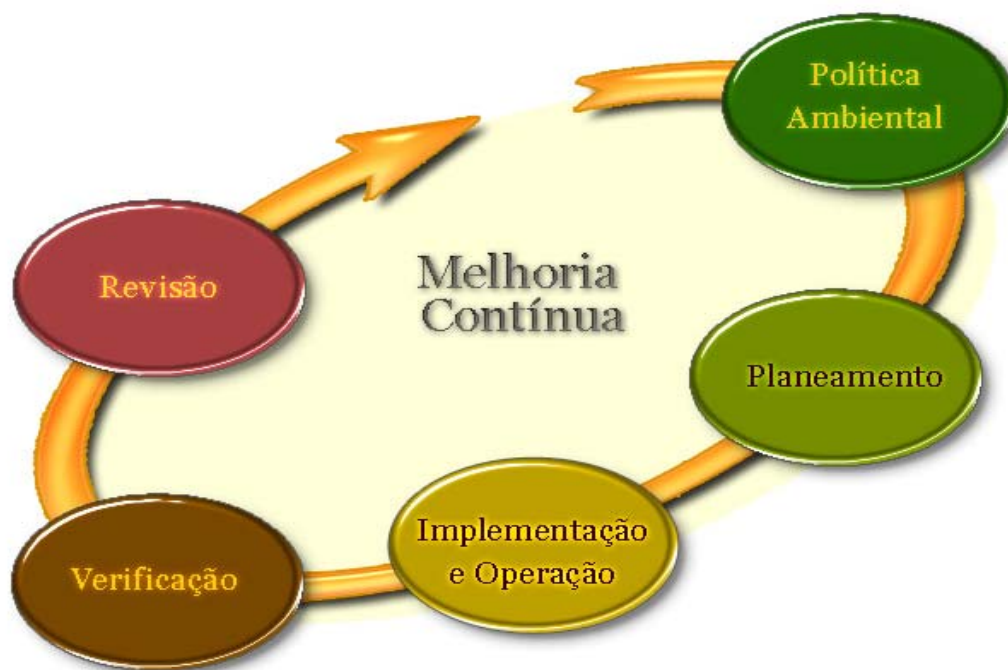 Política
Ambiental
Melhoria
Contínua
Revisão
Planeamento
Implementação
e Operação
Verificação